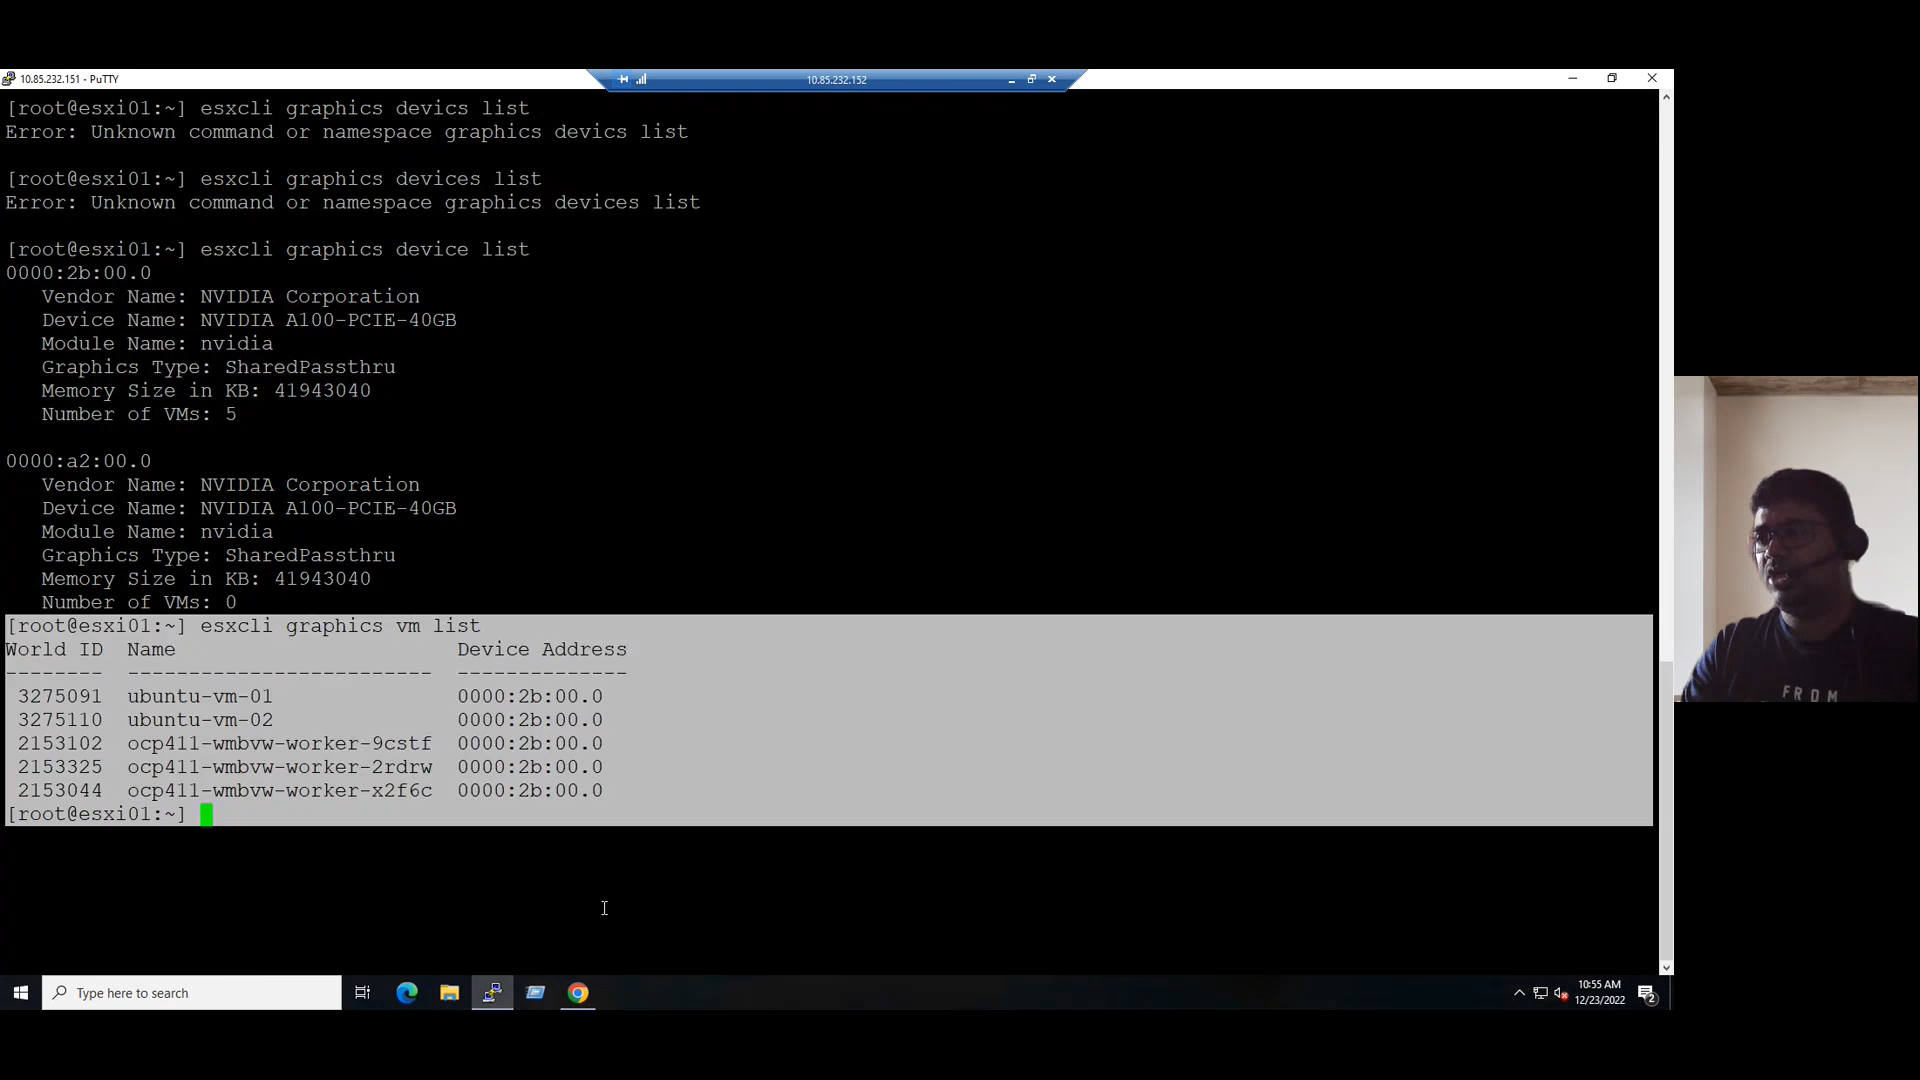 10.85.232.151 - PuTTY
10.85.232.152
[root@esxi01:~] esxcli graphics devics list
Error: Unknown command or namespace graphics devics list
[root@esxi01:~] esxcli graphics devices list
Error: Unknown command or namespace graphics devices list
[root@esxi01:~] esxcli graphics device list
0000:2b:00.0
Vendor Name: NVIDIA Corporation
Device Name: NVIDIA A100-PCIE-40GB
Module Name: nvidia
Graphics Type: SharedPassthru
Memory Size in KB: 41943040
Number of VMs: 5
0000:a2:00.0
Vendor Name: NVIDIA Corporation
Device Name: NVIDIA A100-PCIE-40GB
Module Name: nvidia
Graphics Type: SharedPassthru
Memory Size in KB: 41943040
Number of VMs: 0
[root@esxi01:~] esxcli graphics vm list
World ID  Name  Device Address
--------  -------------------------  --------------
3275091  ubuntu-vm-01  0000:2b:00.0
3275110  ubuntu-vm-02  0000:2b:00.0
2153102  ocp411-wmbvw-worker-9cstf  0000:2b:00.0
2153325  ocp411-wmbvw-worker-2rdrw  0000:2b:00.0
2153044  ocp411-wmbvw-worker-x2f6c  0000:2b:00.0
[root@esxi01:~]
FROM
Type here to search
10:55 AM
12/23/2022
2